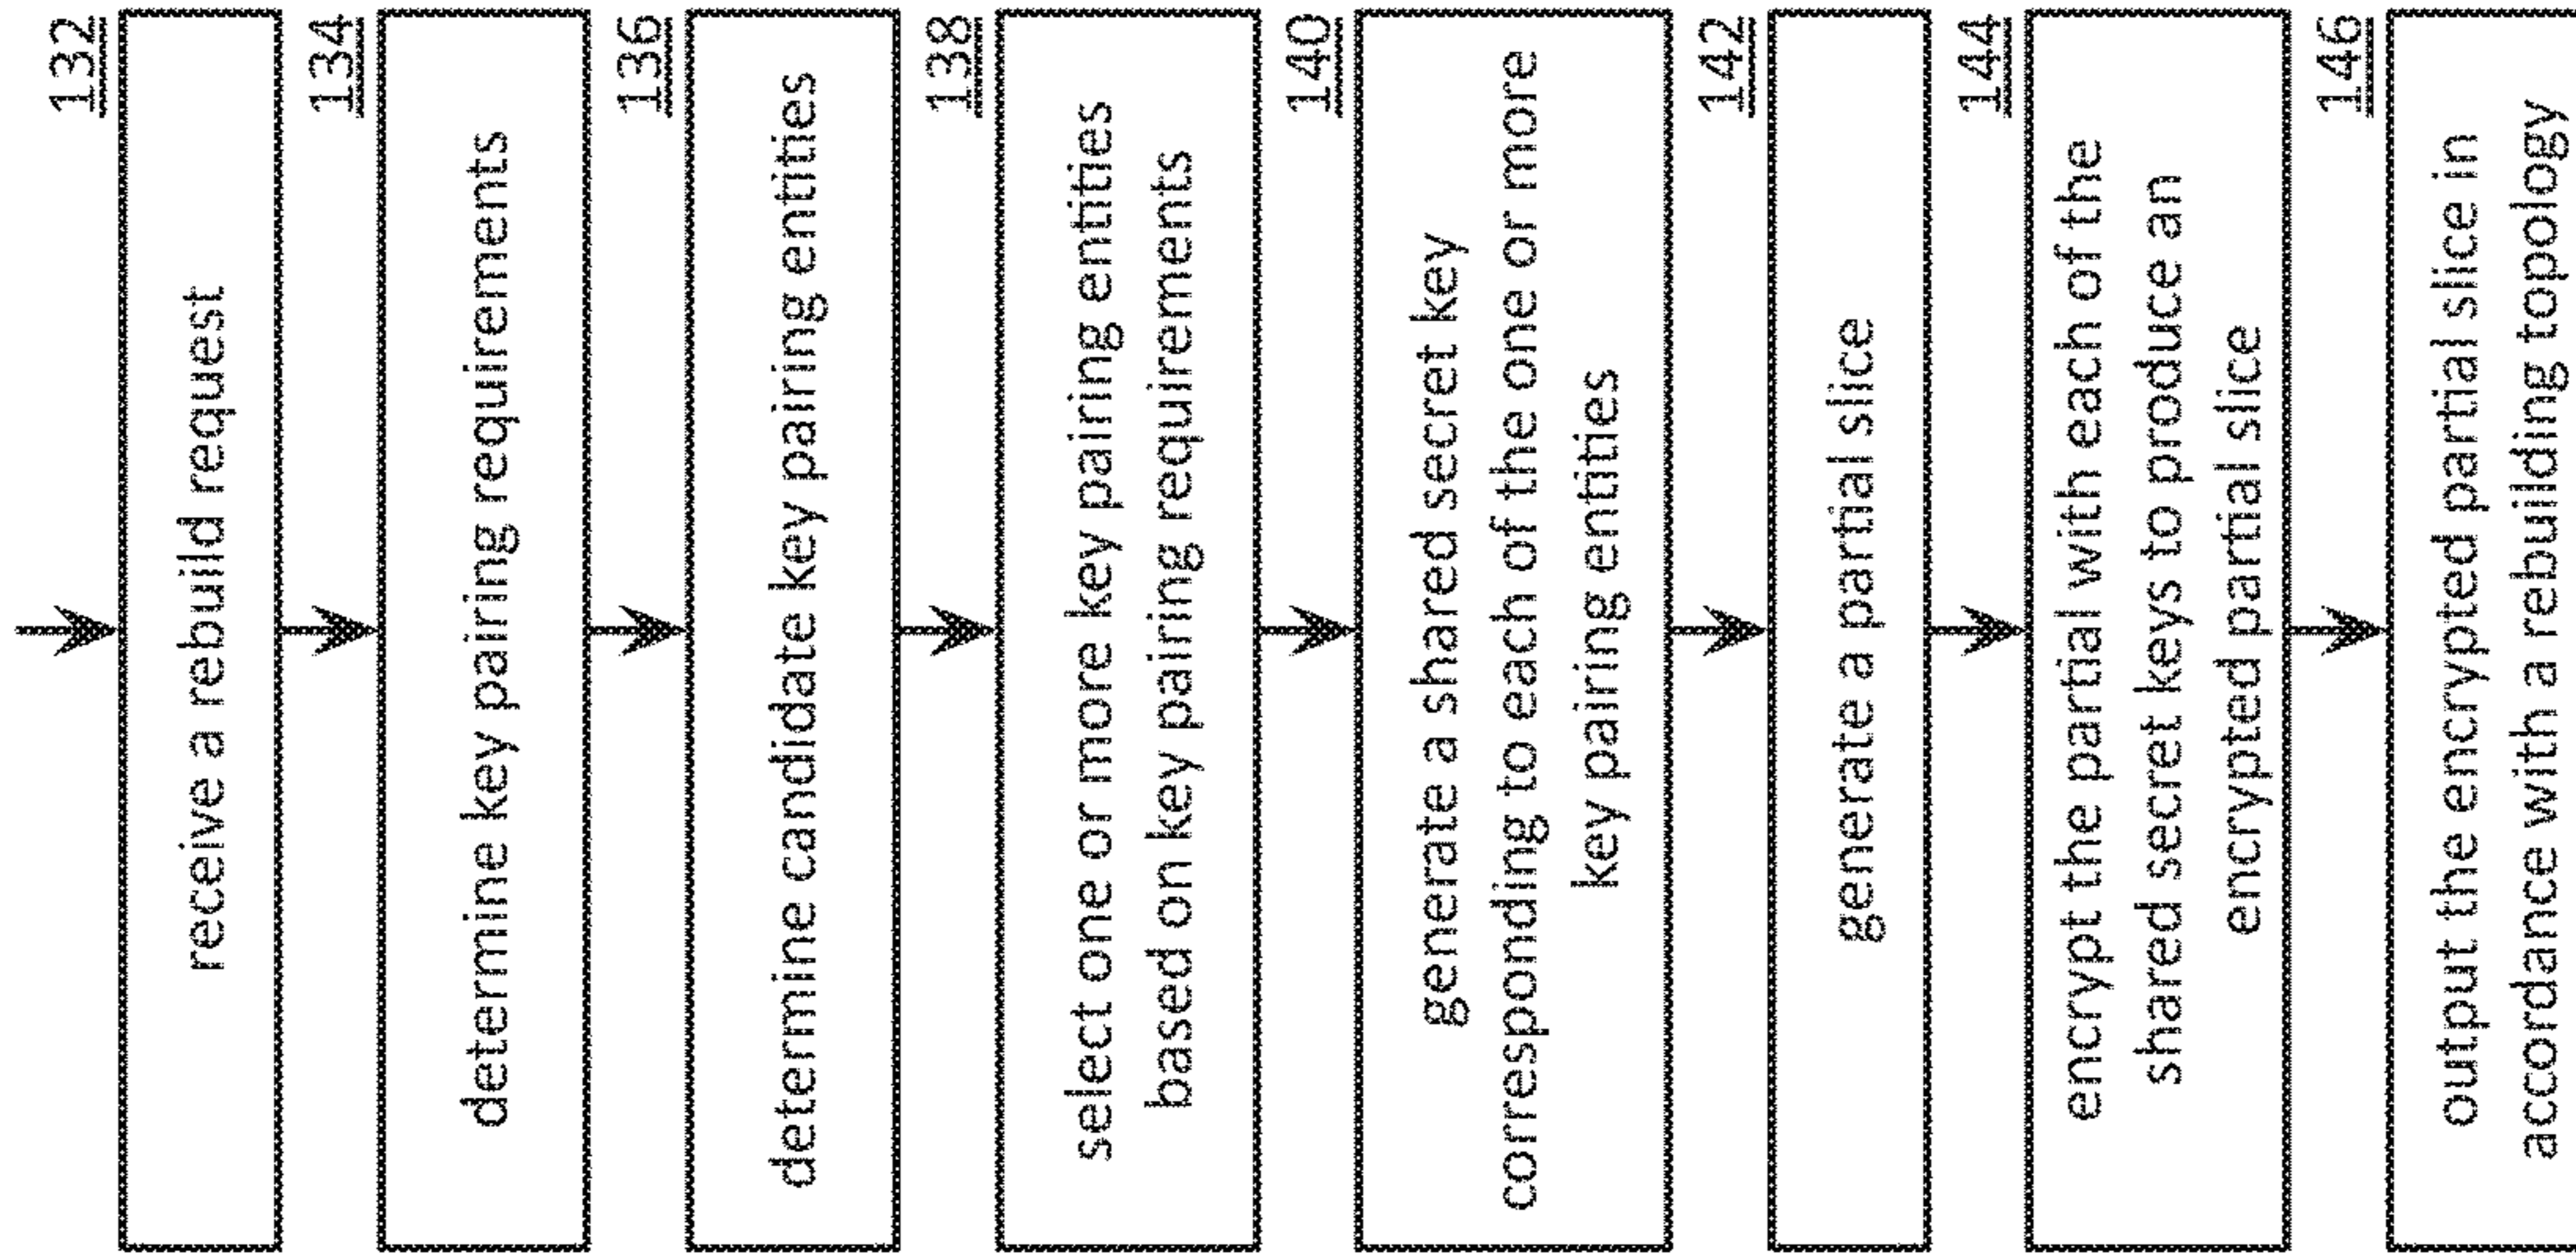 132
receive a rebuild request
134
determine key pairing requirements
136
determine candidate key pairing entities
138
select one or more key pairing entities
based on key pairing requirements
140
generate a shared secret key
corresponding to each of the one or more
key pairing entities
142
generate a partial slice
144
encrypt the partial with each of the
shared secret keys to produce an
encrypted partial slice
146
output the encrypted partial slice in
accordance with a rebuilding topology